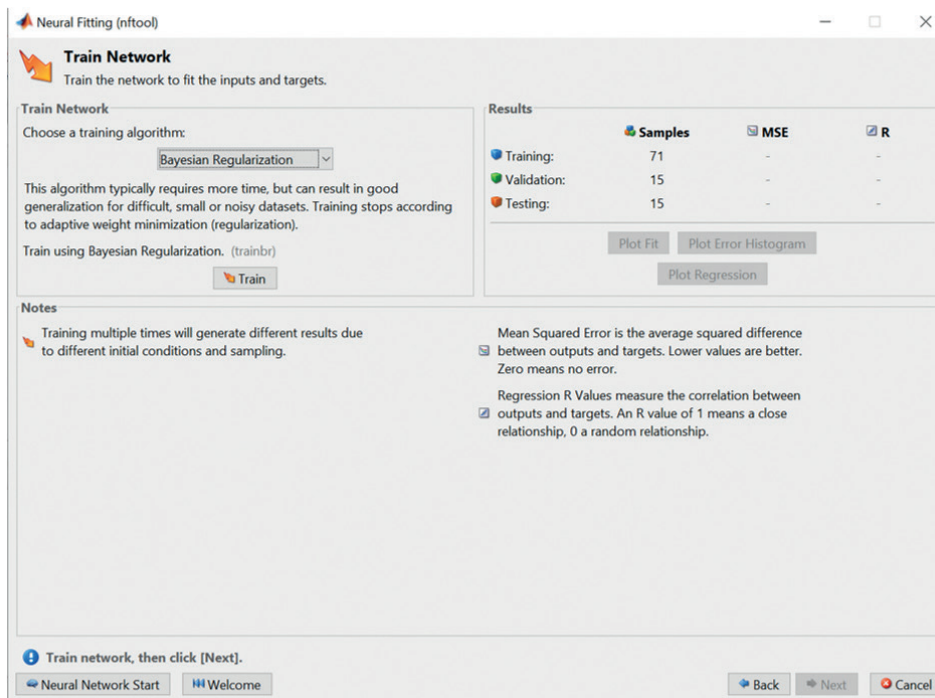 Neural Fitting (nftool)
Train Network
Train the network to fit the inputs and targets.
Train Network
Choose a training algorithm:
Bayesian Regularization
This algorithm typically requires more time, but can result in good
generalization for difficult, small or noisy datasets. Training stops according
to adaptive weight minimization (regularization).
Train using Bayesian Regularization. (trainbr)
Train
Results
Samples MSE R
Training: 71 - -
Validation: 15 - -
Testing: 15 - -
Plot Fit Plot Error Histogram
Plot Regression
Notes
Training multiple times will generate different results due
to different initial conditions and sampling.
Mean Squared Error is the average squared difference
between outputs and targets. Lower values are better.
Zero means no error.
Regression R Values measure the correlation between
outputs and targets. An R value of 1 means a close
relationship, 0 a random relationship.
Train network, then click [Next].
Neural Network Start Welcome Back Next Cancel